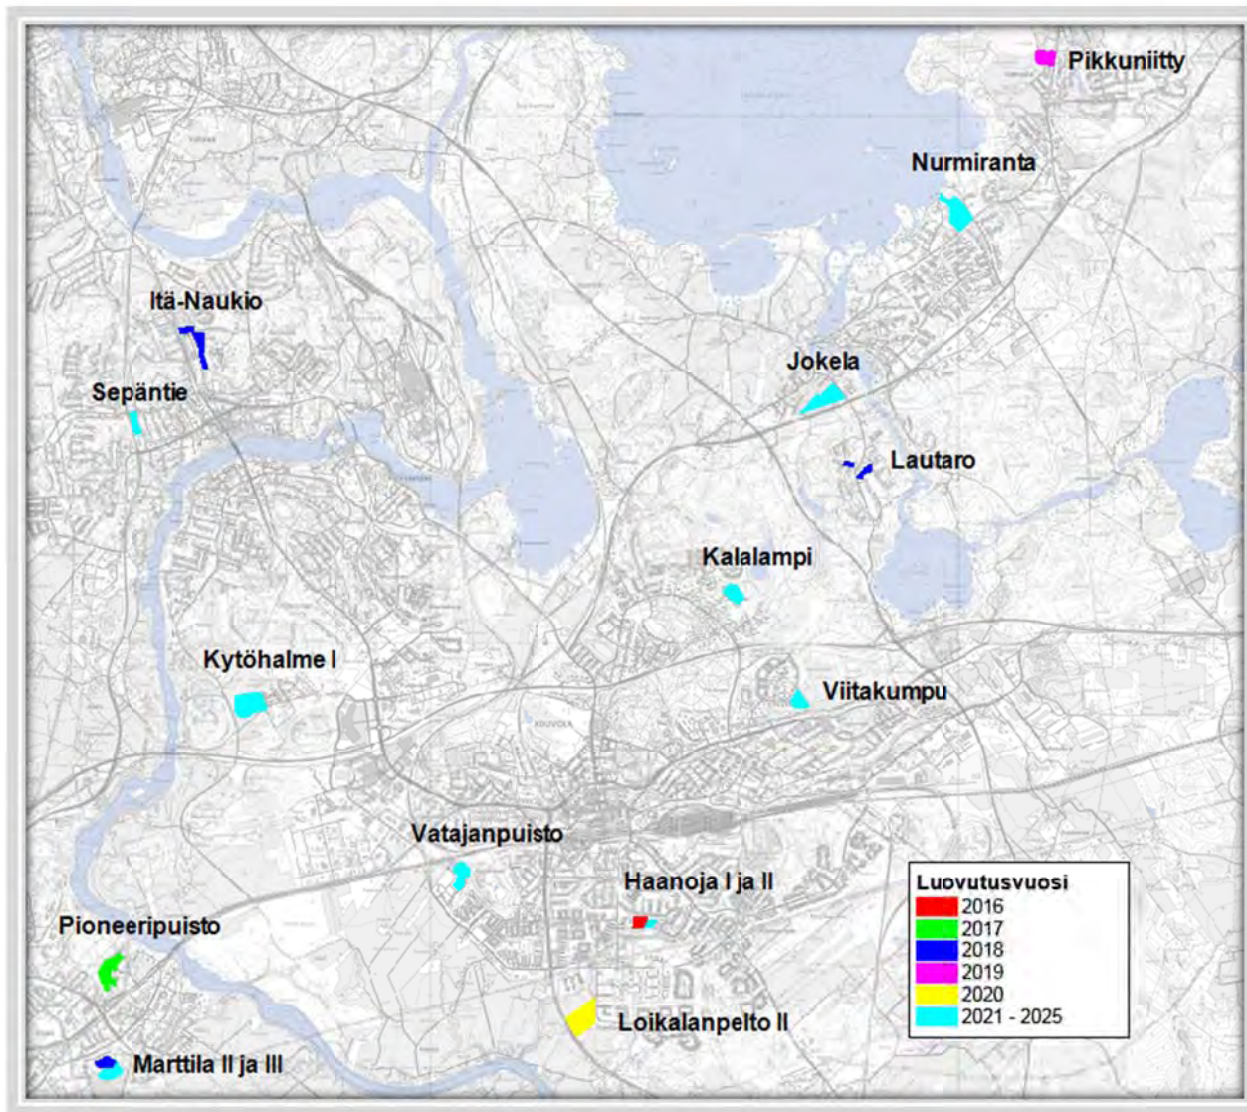 Pikkuniitty
Nurmiranta
Itä-Naukio
Jokela
Sepäntie
Lautaro
Kalalampi
Kytöhalme I
Viitakumpu
KOUVOLA
Vatajanpuisto
Haanoja I ja II
Luovutusvuosi
2016
2017
2018
2019
2020
2021 - 2025
Pioneeripuisto
Loikalanpelto II
Marttila II ja III